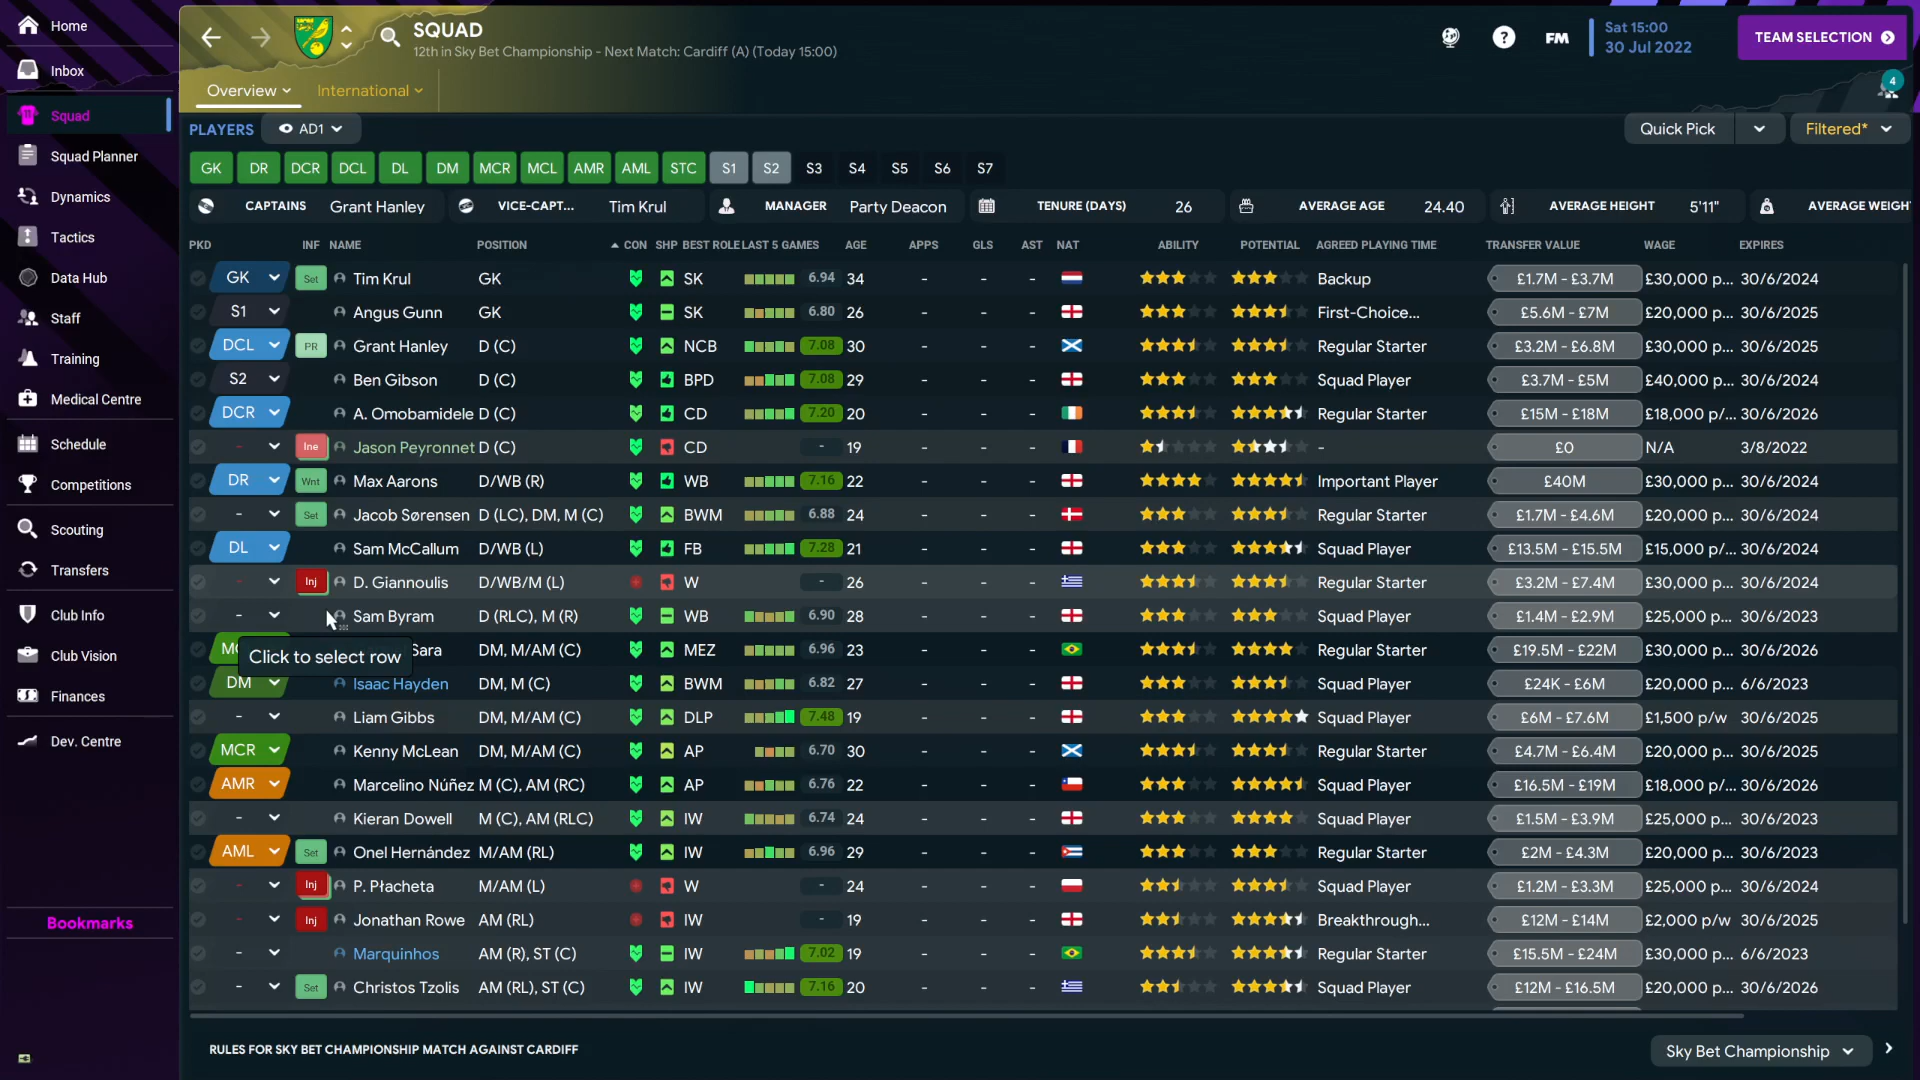 Home
Inbox
Squad
Squad Planner
Dynamics
Tactics
Data Hub
Staff
Training
Medical Centre
Schedule
Competitions
Scouting
Transfers
Club Info
Club Vision
Finances
Dev. Centre
Bookmarks
SQUAD
12th in Sky Bet Championship - Next Match: Cardiff (A) (Today 15:00)
? FM Sat 15:00
30 Jul 2022
TEAM SELECTION
Overview International
4
PLAYERS AD1 Quick Pick Filtered*
GK DR DCR DCL DL DM MCR MCL AMR AML STC S1 S2 S3 S4 S5 S6 S7
CAPTAINS Grant Hanley VICE-CAPT... Tim Krul MANAGER Party Deacon TENURE (DAYS) 26 AVERAGE AGE 24.40 AVERAGE HEIGHT 5'11" AVERAGE WEIGHT
PKD INF NAME POSITION CON SHP BEST ROLE LAST 5 GAMES AGE APPS GLS AST NAT ABILITY POTENTIAL AGREED PLAYING TIME TRANSFER VALUE WAGE EXPIRES
GK Set Tim Krul GK SK 6.94 34 - - - Backup £1.7M - £3.7M £30,000 p... 30/6/2024
S1 Angus Gunn GK SK 6.80 26 - - - First-Choice... £5.6M - £7M £20,000 p... 30/6/2025
DCL PR Grant Hanley D (C) NCB 7.08 30 - - - Regular Starter £3.2M - £6.8M £30,000 p... 30/6/2025
S2 Ben Gibson D (C) BPD 7.08 29 - - - Squad Player £3.7M - £5M £40,000 p... 30/6/2024
DCR A. Omobamidele D (C) CD 7.20 20 - - - Regular Starter £15M - £18M £18,000 p/... 30/6/2026
- Ine Jason Peyronnet D (C) CD - 19 - - - - £0 N/A 3/8/2022
DR Wnt Max Aarons D/WB (R) WB 7.16 22 - - - Important Player £40M £30,000 p... 30/6/2024
- Set Jacob Sørensen D (LC), DM, M (C) BWM 6.88 24 - - - Regular Starter £1.7M - £4.6M £20,000 p... 30/6/2024
DL Sam McCallum D/WB (L) FB 7.28 21 - - - Squad Player £13.5M - £15.5M £15,000 p/... 30/6/2024
- Inj D. Giannoulis D/WB/M (L) W - 26 - - - Regular Starter £3.2M - £7.4M £30,000 p... 30/6/2024
- Sam Byram D (RLC), M (R) WB 6.90 28 - - - Squad Player £1.4M - £2.9M £25,000 p... 30/6/2023
Sara DM, M/AM (C) MEZ 6.96 23 - - - Regular Starter £19.5M - £22M £30,000 p... 30/6/2026
Click to select row
DM Isaac Hayden DM, M (C) BWM 6.82 27 - - - Squad Player £24K - £6M £20,000 p... 6/6/2023
- Liam Gibbs DM, M/AM (C) DLP 7.48 19 - - - Squad Player £6M - £7.6M £1,500 p/w 30/6/2025
MCR Kenny McLean DM, M/AM (C) AP 6.70 30 - - - Regular Starter £4.7M - £6.4M £20,000 p... 30/6/2025
AMR Marcelino Núñez M (C), AM (RC) AP 6.76 22 - - - Squad Player £16.5M - £19M £18,000 p/... 30/6/2026
- Kieran Dowell M (C), AM (RLC) IW 6.74 24 - - - Squad Player £1.5M - £3.9M £25,000 p... 30/6/2023
AML Set Onel Hernández M/AM (RL) IW 6.96 29 - - - Regular Starter £2M - £4.3M £20,000 p... 30/6/2023
- Inj P. Płacheta M/AM (L) W - 24 - - - Squad Player £1.2M - £3.3M £25,000 p... 30/6/2024
- Inj Jonathan Rowe AM (RL) IW - 19 - - - Breakthrough... £12M - £14M £2,000 p/w 30/6/2025
- Marquinhos AM (R), ST (C) IW 7.02 19 - - - Regular Starter £15.5M - £24M £30,000 p... 6/6/2023
- Set Christos Tzolis AM (RL), ST (C) IW 7.16 20 - - - Squad Player £12M - £16.5M £20,000 p... 30/6/2026
RULES FOR SKY BET CHAMPIONSHIP MATCH AGAINST CARDIFF
Sky Bet Championship